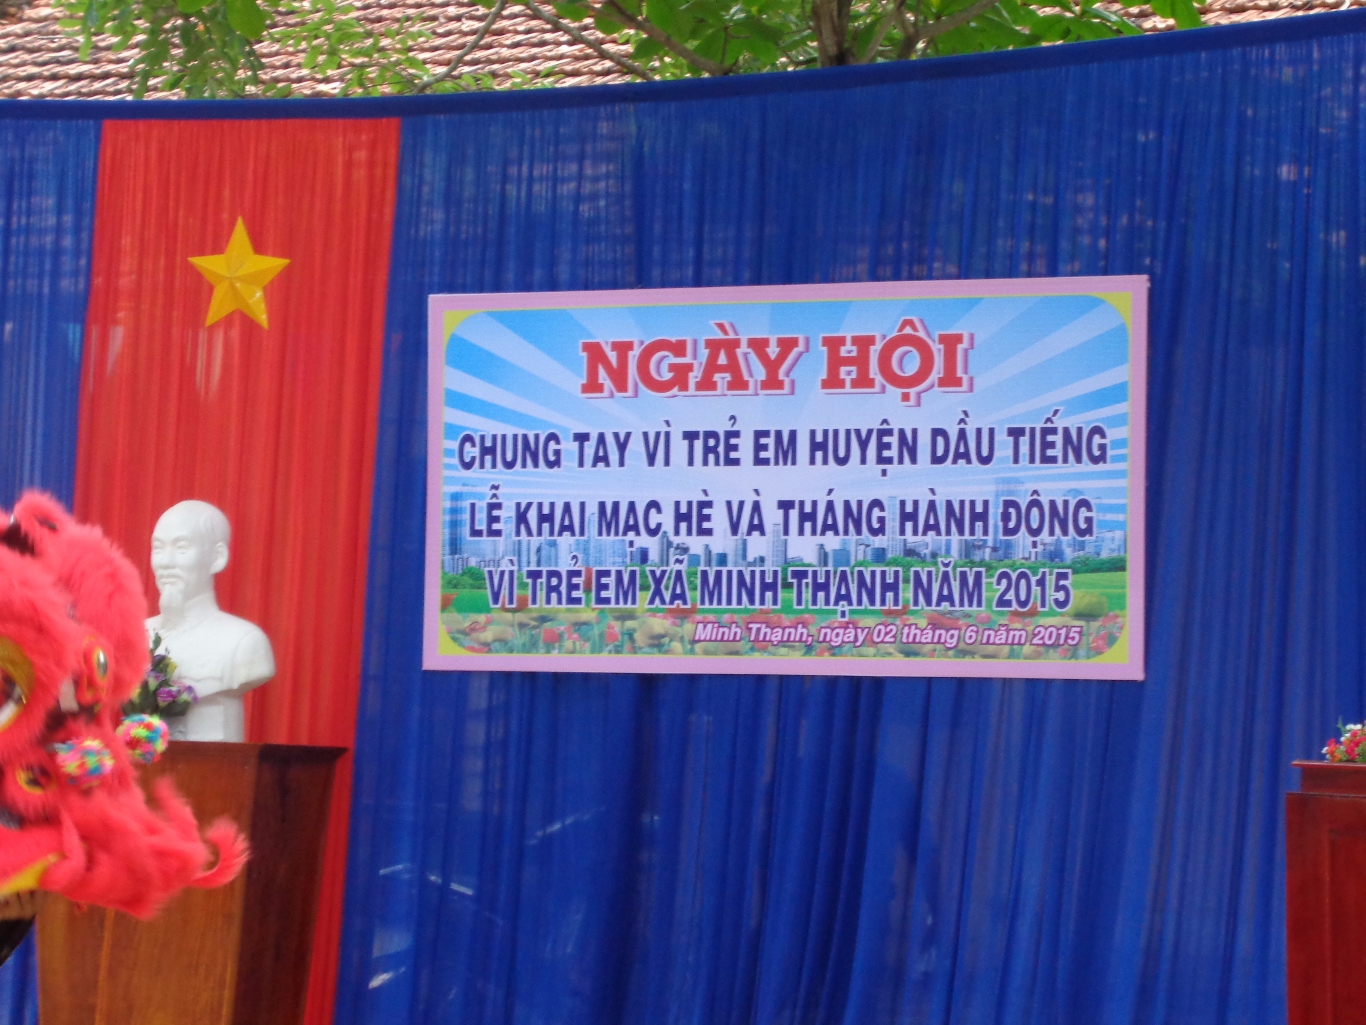 NGÀY HỘI
CHUNG TAY VÌ TRẺ EM HUYỆN DẦU TIẾNG
LỄ KHAI MẠC HÈ VÀ THÁNG HÀNH ĐỘNG
VÌ TRẺ EM XÃ MINH THẠNH NĂM 2015
Minh Thạnh, ngày 02 tháng 6 năm 2015